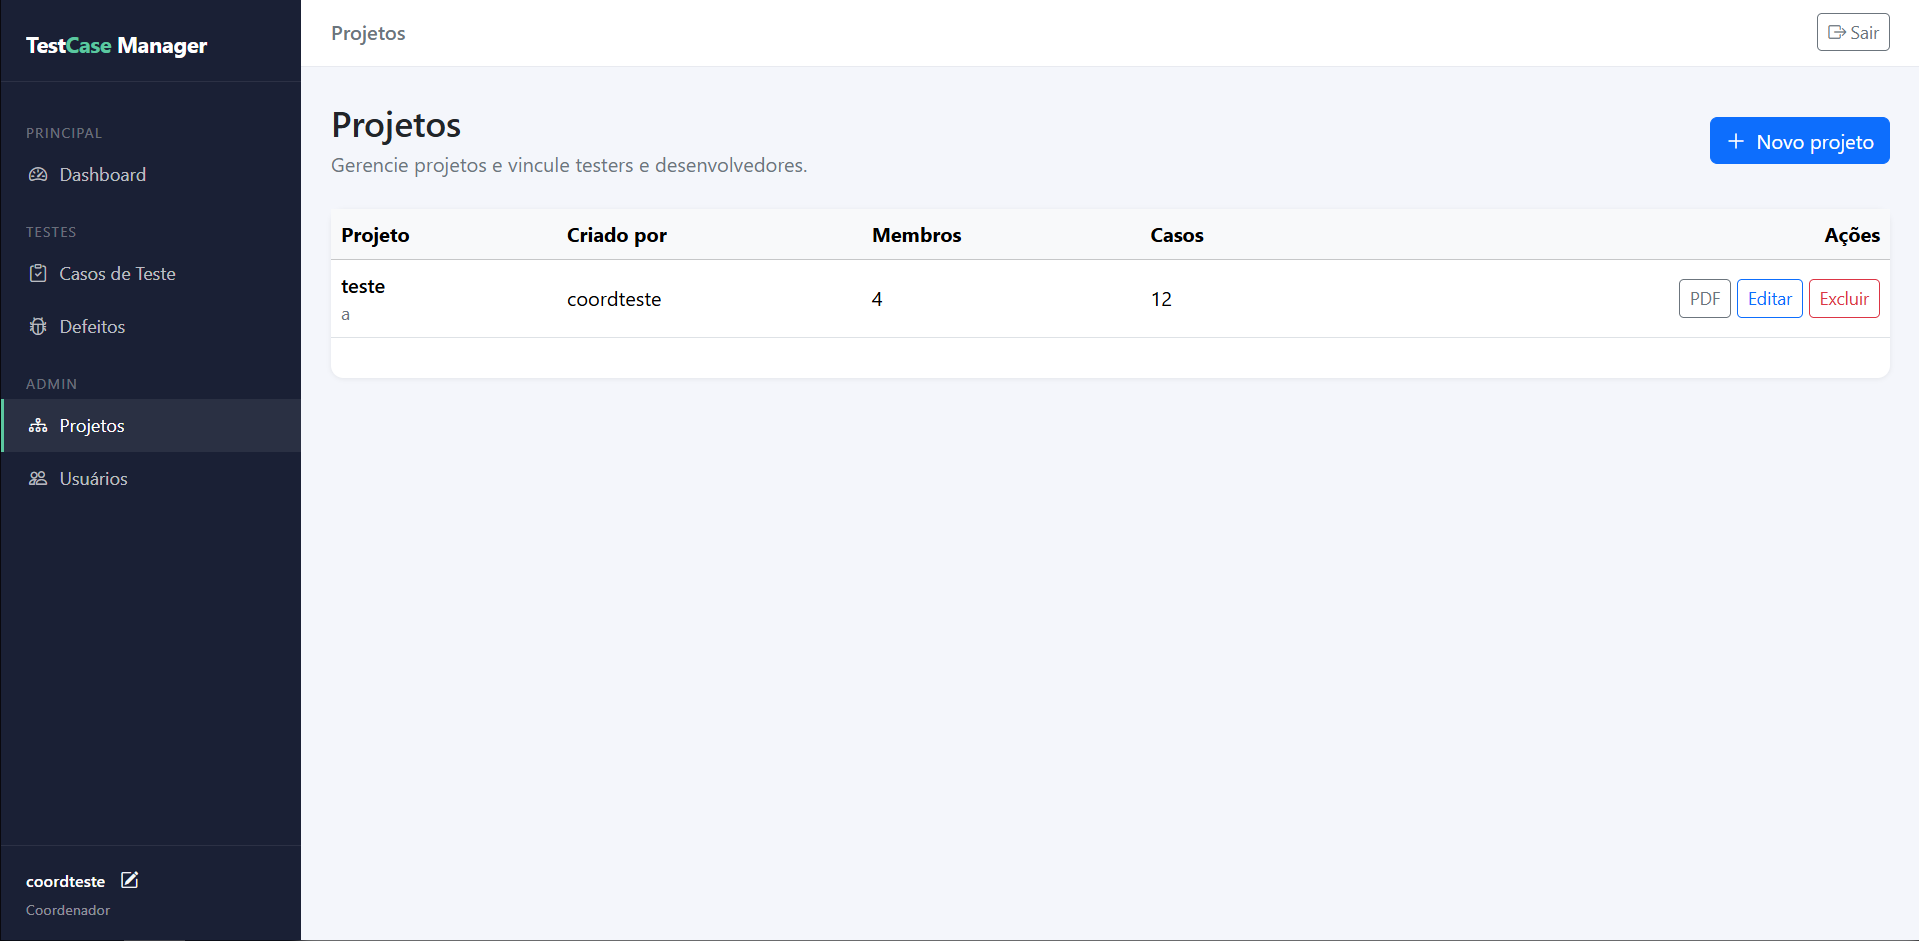 TestCase Manager
PRINCIPAL
Dashboard
TESTES
Casos de Teste
Defeitos
ADMIN
Projetos
Usuários
coordteste
Coordenador
Projetos
Sair
Projetos
Gerencie projetos e vincule testers e desenvolvedores.
Novo projeto
Projeto Criado por Membros Casos Ações
teste
a
coordteste 4 12 PDF Editar Excluir